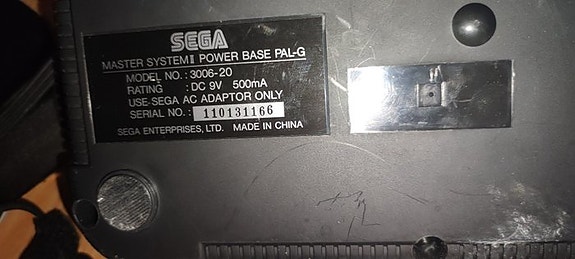 SEGA
MASTER SYSTEM II POWER BASE PAL-G
MODEL NO. : 3006-20
RATING : DC 9V 500mA
USE-SEGA AC ADAPTOR ONLY
SERIAL NO. : 110131166
SEGA ENTERPRISES, LTD. MADE IN CHINA